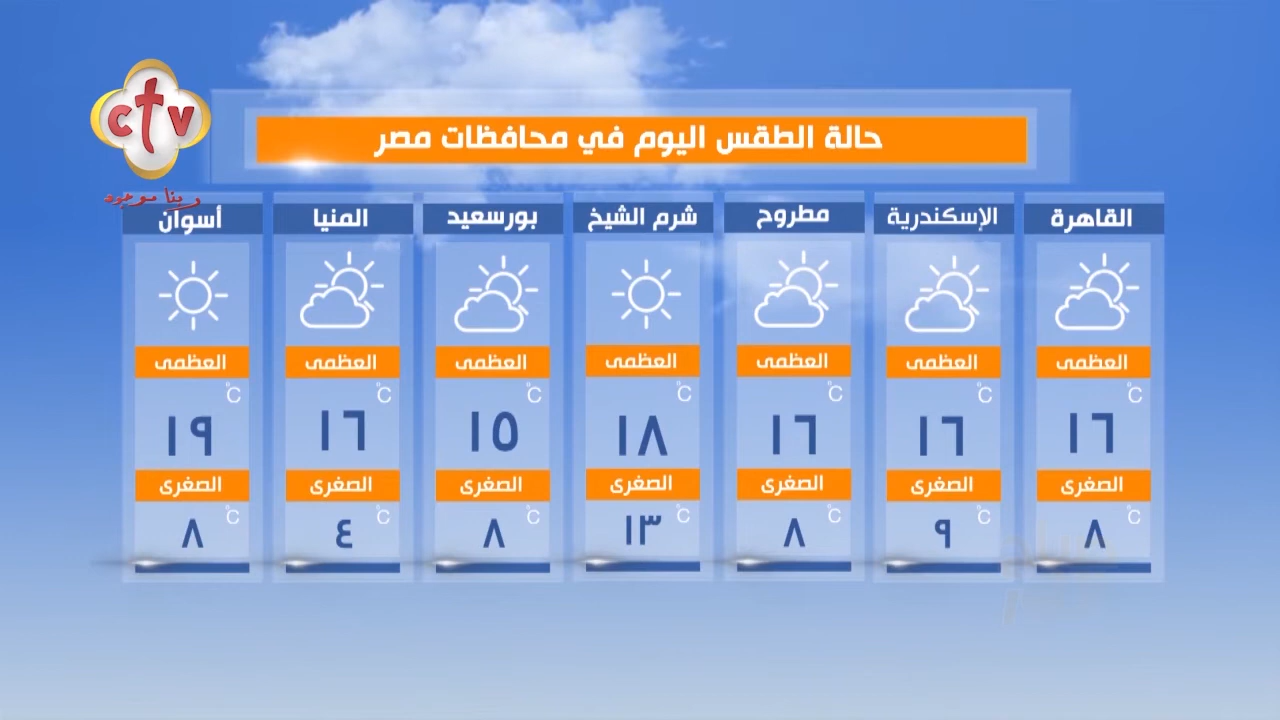 ctv
ربنا موجود
حالة الطقس اليوم في محافظات مصر
القاهرة
العظمى
°C
١٦
الصغرى
°C
٨
الإسكندرية
العظمى
°C
١٦
الصغرى
°C
٩
مطروح
العظمى
°C
١٦
الصغرى
°C
٨
شرم الشيخ
العظمى
°C
١٨
الصغرى
°C
١٣
بورسعيد
العظمى
°C
١٥
الصغرى
°C
٨
المنيا
العظمى
°C
١٦
الصغرى
°C
٤
أسوان
العظمى
°C
١٩
الصغرى
°C
٨